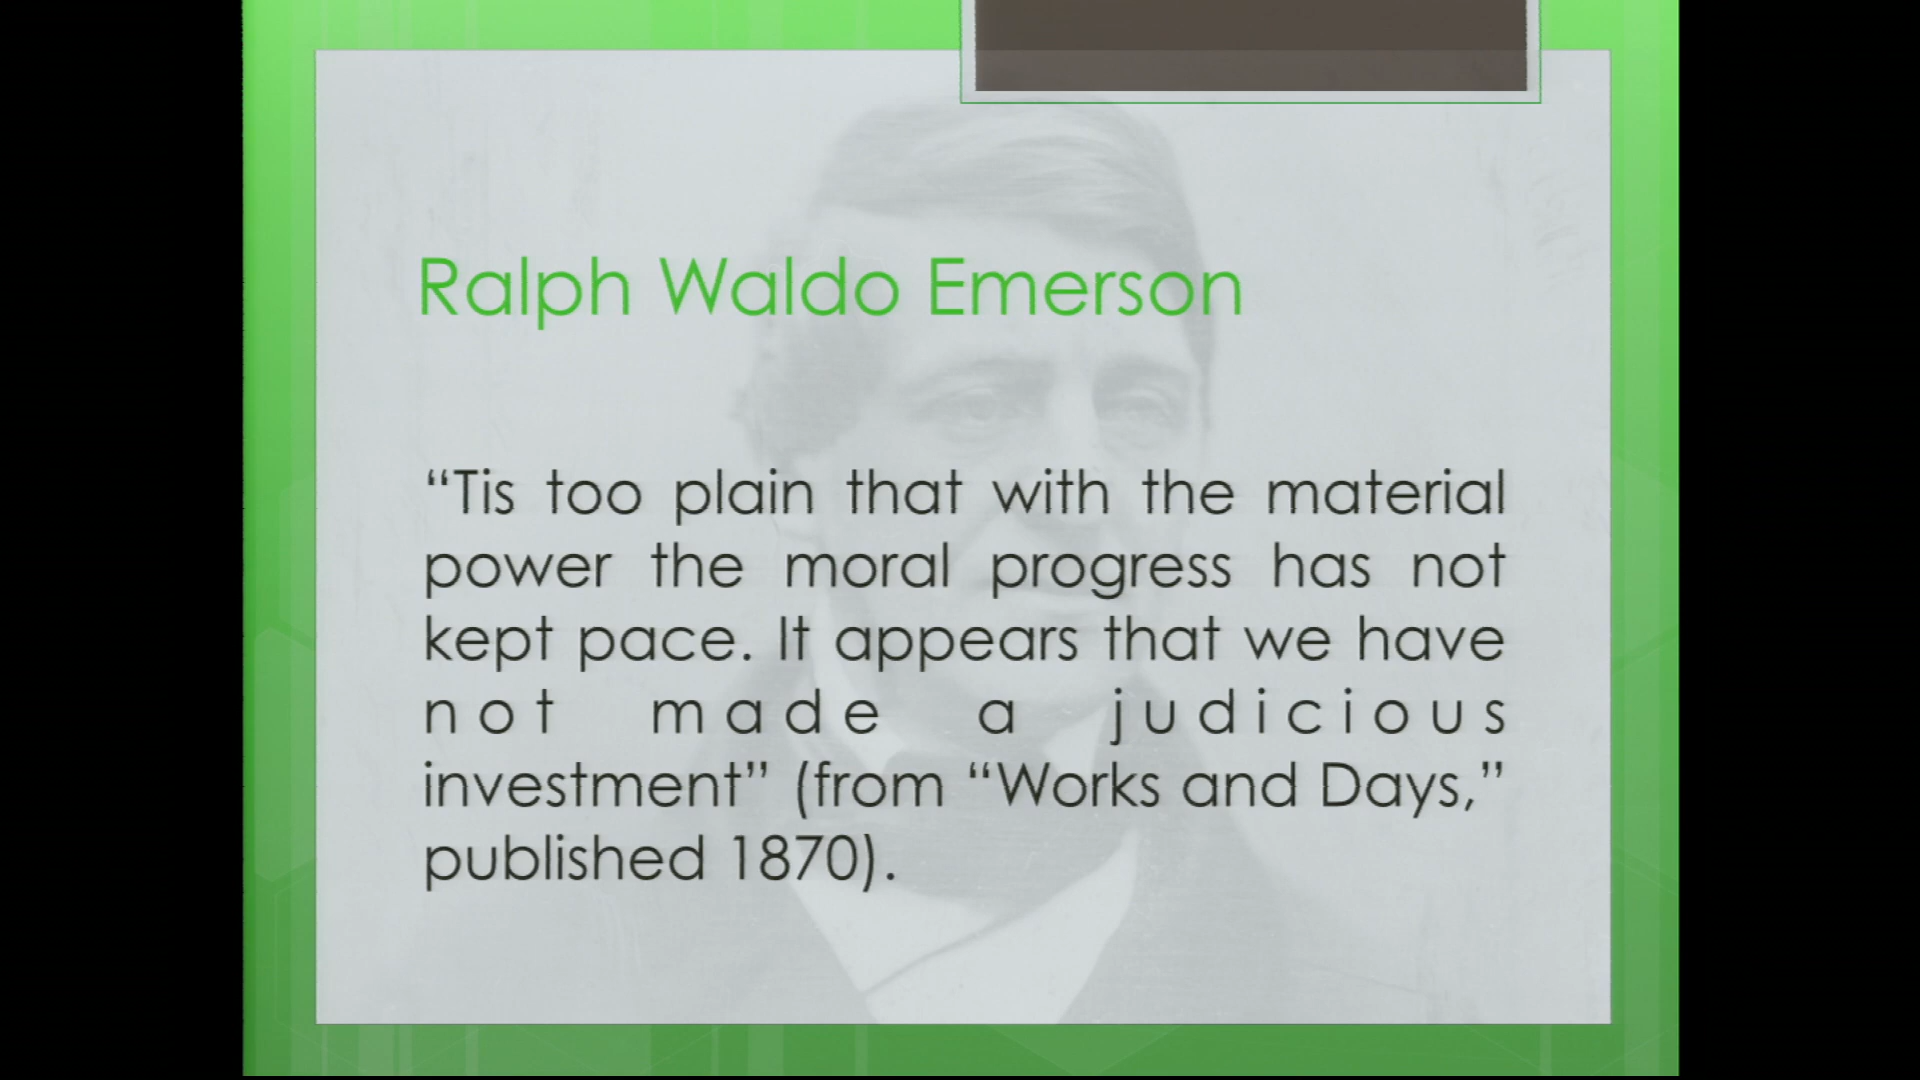 Ralph Waldo Emerson
“Tis too plain that with the material
power the moral progress has not
kept pace. It appears that we have
not made a judicious
investment” (from “Works and Days,”
published 1870).